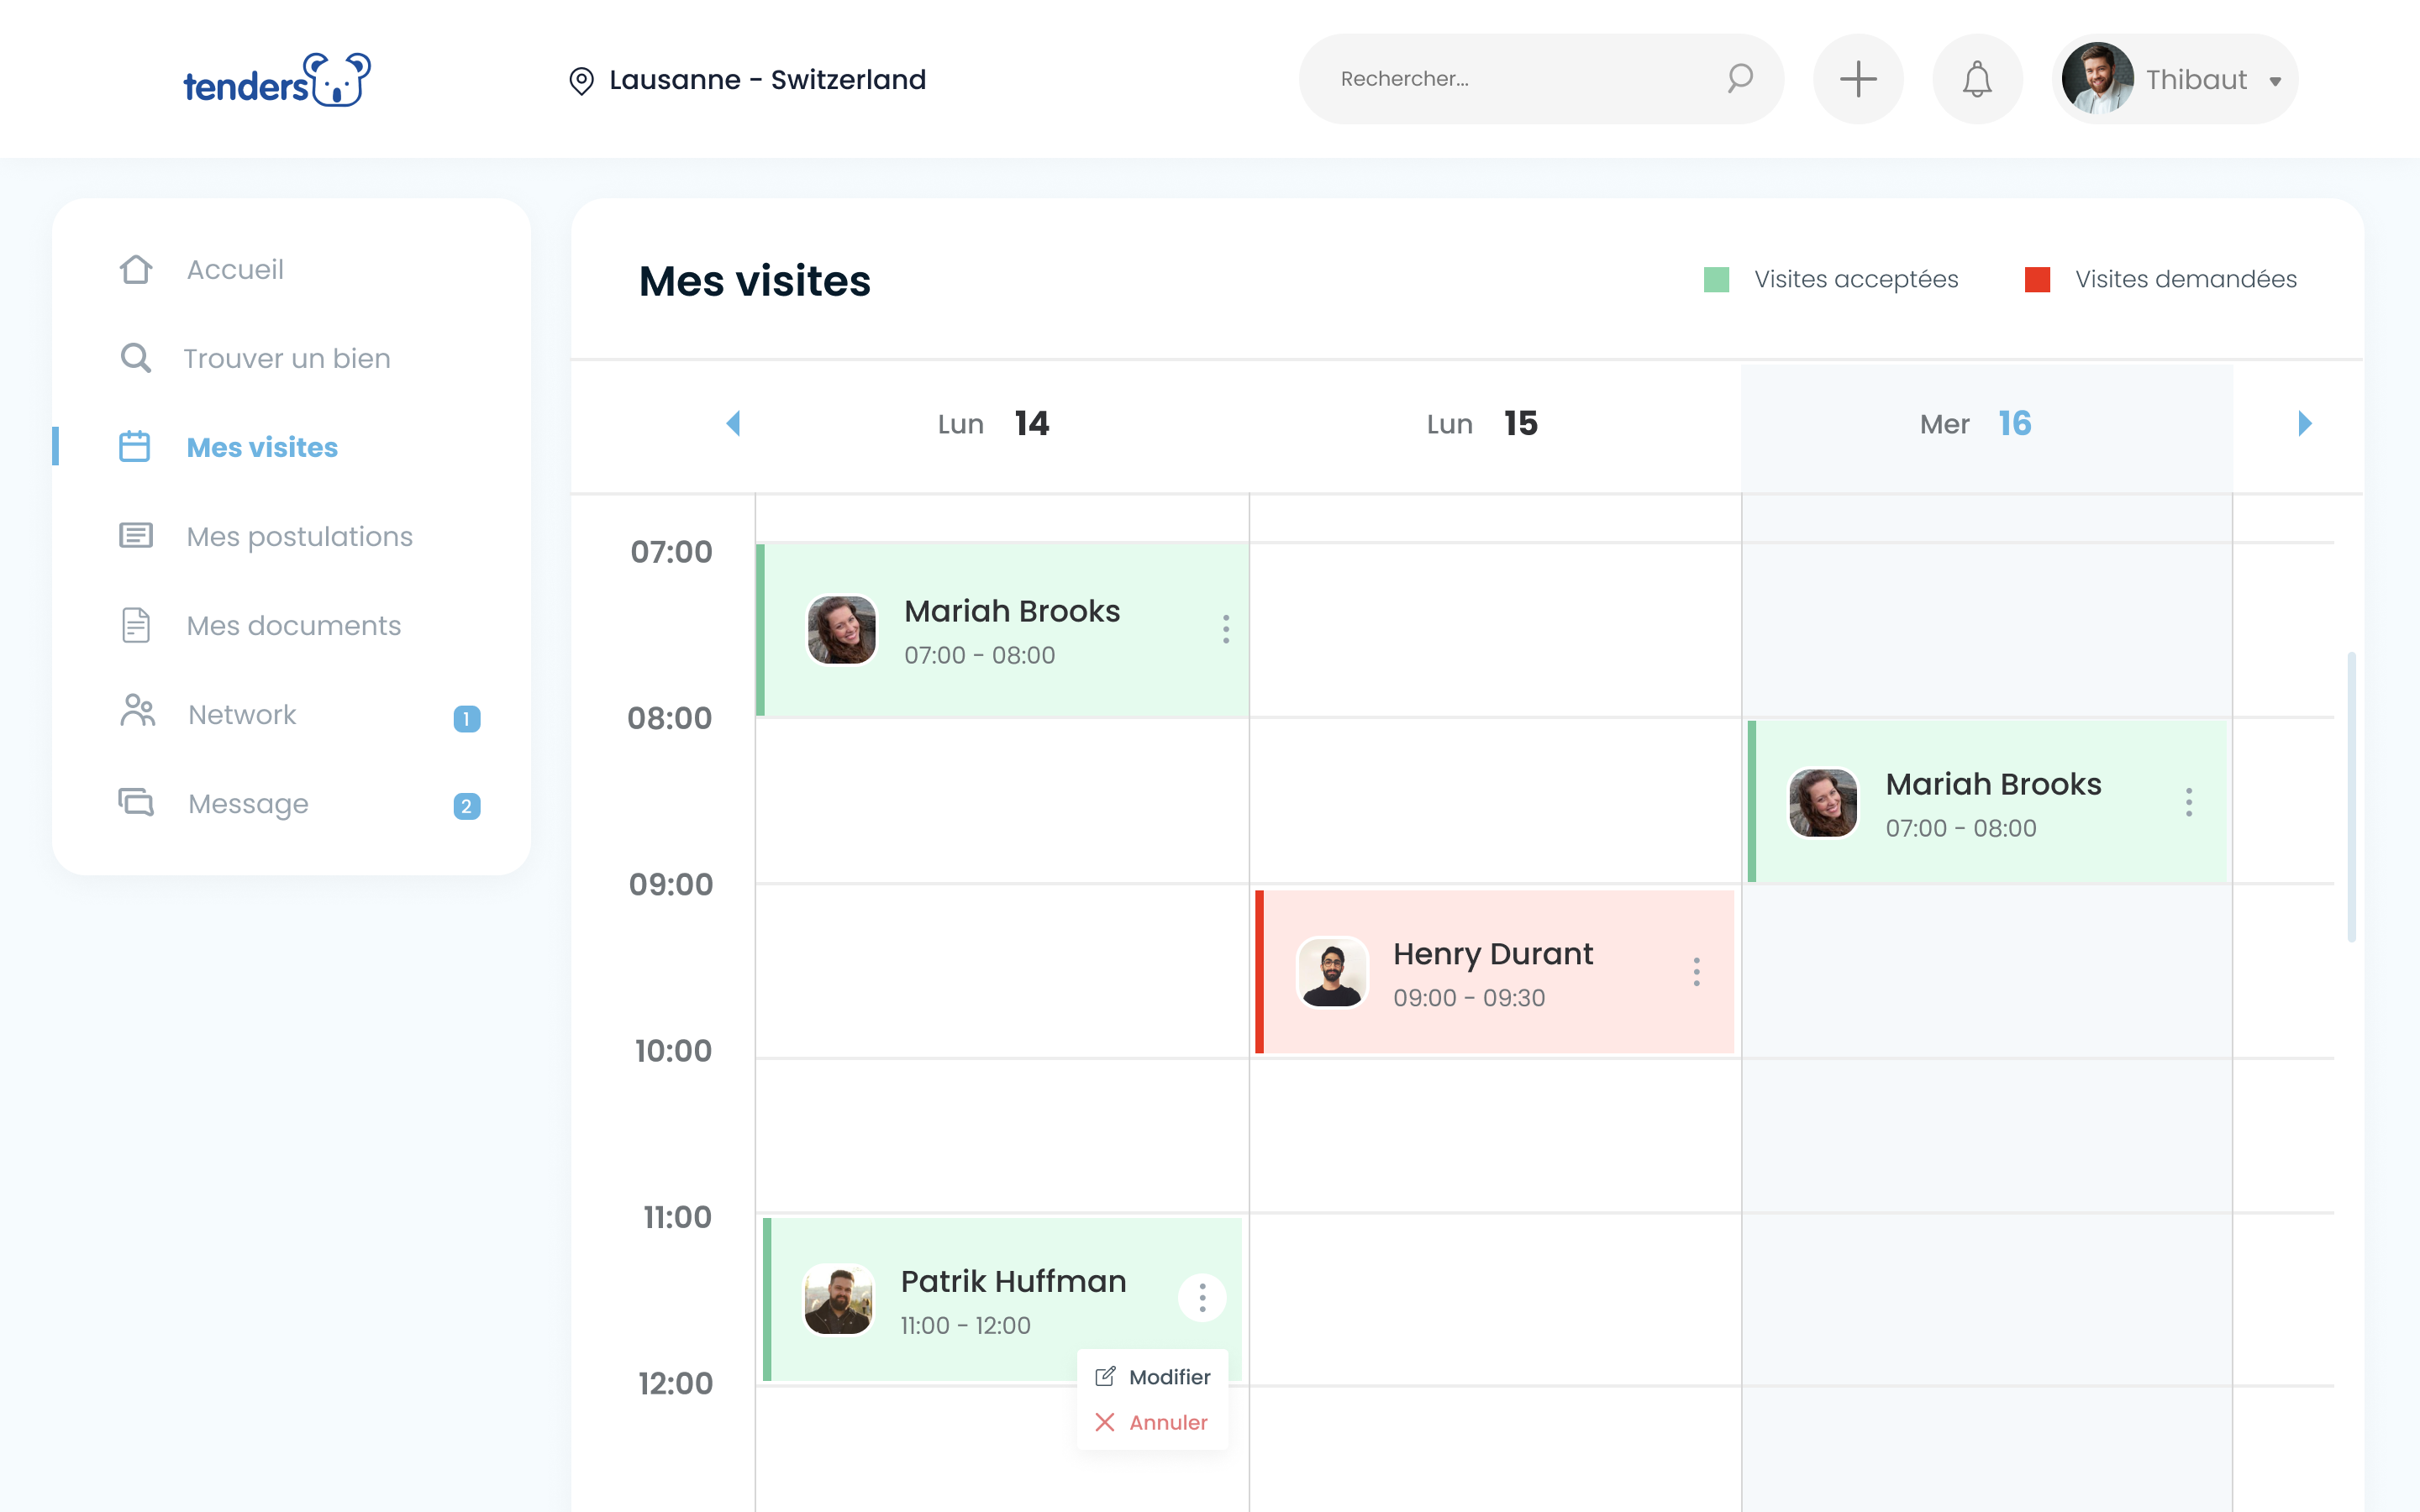 tenders
Lausanne - Switzerland
Rechercher...
Thibaut
Accueil
Trouver un bien
Mes visites
Mes postulations
Mes documents
Network 1
Message 2
Mes visites
Visites acceptées
Visites demandées
Lun 14
Lun 15
Mer 16
07:00
Mariah Brooks
07:00 - 08:00
08:00
Mariah Brooks
07:00 - 08:00
09:00
Henry Durant
09:00 - 09:30
10:00
11:00
Patrik Huffman
11:00 - 12:00
Modifier
12:00
Annuler